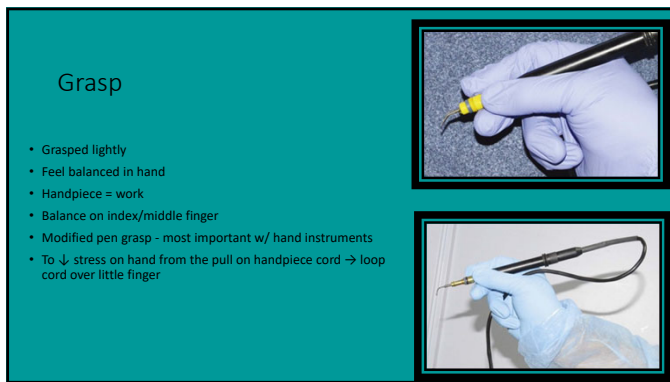 Grasp
• Grasped lightly
• Feel balanced in hand
• Handpiece = work
• Balance on index/middle finger
• Modified pen grasp - most important w/ hand instruments
• To ↓ stress on hand from the pull on handpiece cord → loop
cord over little finger